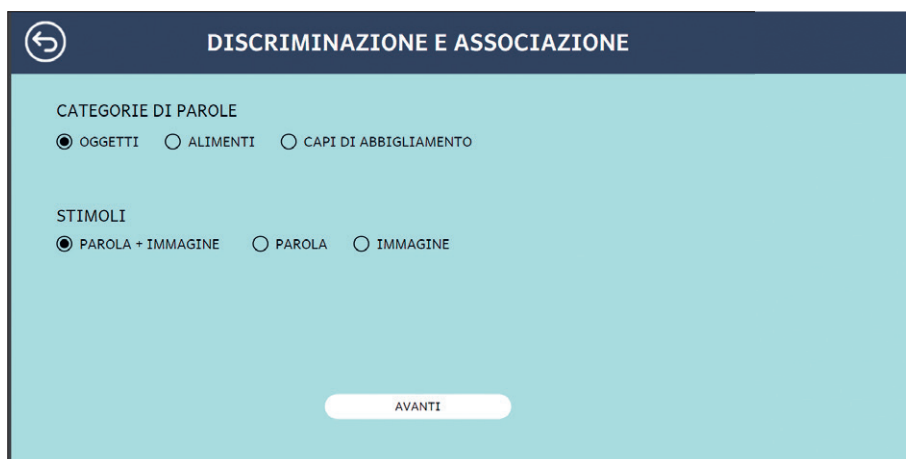 DISCRIMINAZIONE E ASSOCIAZIONE
CATEGORIE DI PAROLE
OGGETTI ALIMENTI CAPI DI ABBIGLIAMENTO
STIMOLI
PAROLA + IMMAGINE PAROLA IMMAGINE
AVANTI